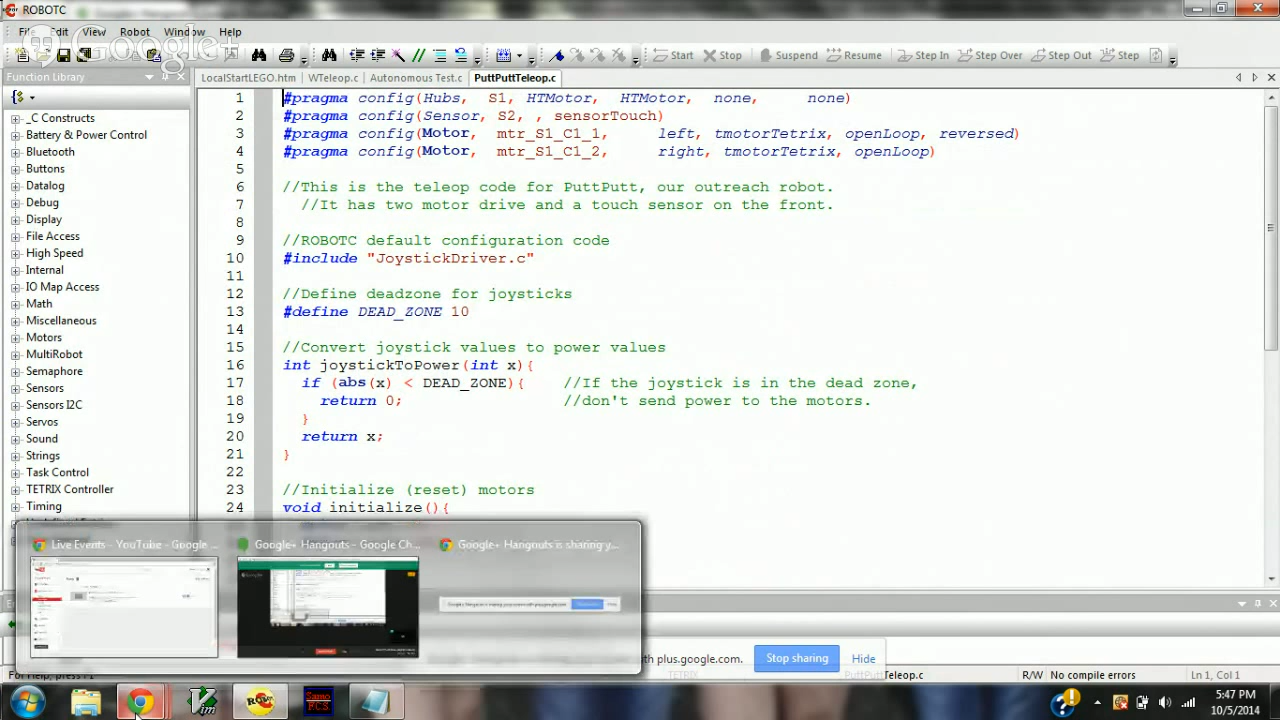 ROBOTC
File Edit View Robot Window Help
Google+
Start Stop Suspend Resume Step In Step Over Step Out Step
Function Library
LocalStartLEGO.htm WTeleop.c Autonomous Test.c PuttPuttTeleop.c
_C Constructs
Battery & Power Control
Bluetooth
Buttons
Datalog
Debug
Display
File Access
High Speed
Internal
IO Map Access
Math
Miscellaneous
Motors
MultiRobot
Semaphore
Sensors
Sensors I2C
Servos
Sound
Strings
Task Control
TETRIX Controller
Timing
1 #pragma config(Hubs, S1, HTMotor, HTMotor, none, none)
2 #pragma config(Sensor, S2, , sensorTouch)
3 #pragma config(Motor, mtr_S1_C1_1, left, tmotorTetrix, openLoop, reversed)
4 #pragma config(Motor, mtr_S1_C1_2, right, tmotorTetrix, openLoop)
5
6 //This is the teleop code for PuttPutt, our outreach robot.
7 //It has two motor drive and a touch sensor on the front.
8
9 //ROBOTC default configuration code
10 #include "JoystickDriver.c"
11
12 //Define deadzone for joysticks
13 #define DEAD_ZONE 10
14
15 //Convert joystick values to power values
16 int joystickToPower(int x){
17 if (abs(x) < DEAD_ZONE){ //If the joystick is in the dead zone,
18 return 0; //don't send power to the motors.
19 }
20 return x;
21 }
22
23 //Initialize (reset) motors
24 void initialize(){
Live Events - YouTube - Google ... Google+ Hangouts - Google Ch... Google+ Hangouts is sharing y...
with plus.google.com. Stop sharing Hide
For Help, press F1 TETRIX PuttPuttTeleop.c R/W No compile errors Ln 1, Col 1
Vim ROBOTC Samo FCS
5:47 PM
10/5/2014